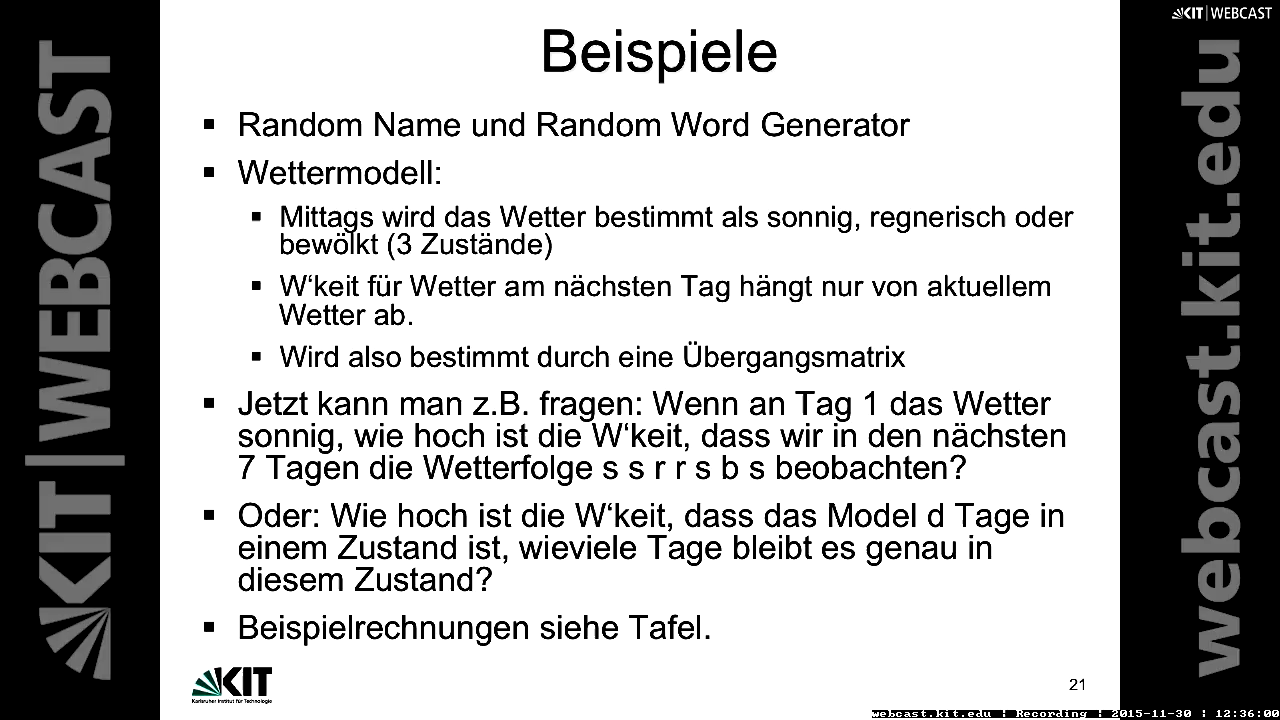 KIT | WEBCAST
Beispiele
▪ Random Name und Random Word Generator
▪ Wettermodell:
▪ Mittags wird das Wetter bestimmt als sonnig, regnerisch oder
bewölkt (3 Zustände)
▪ W‘keit für Wetter am nächsten Tag hängt nur von aktuellem
Wetter ab.
▪ Wird also bestimmt durch eine Übergangsmatrix
▪ Jetzt kann man z.B. fragen: Wenn an Tag 1 das Wetter
sonnig, wie hoch ist die W‘keit, dass wir in den nächsten
7 Tagen die Wetterfolge s s r r s b s beobachten?
▪ Oder: Wie hoch ist die W‘keit, dass das Model d Tage in
einem Zustand ist, wieviele Tage bleibt es genau in
diesem Zustand?
▪ Beispielrechnungen siehe Tafel.
KIT
Karlsruher Institut für Technologie
21
KIT | WEBCAST
webcast.kit.edu
webcast.kit.edu | Recording | 2015-11-30 | 12:36:00